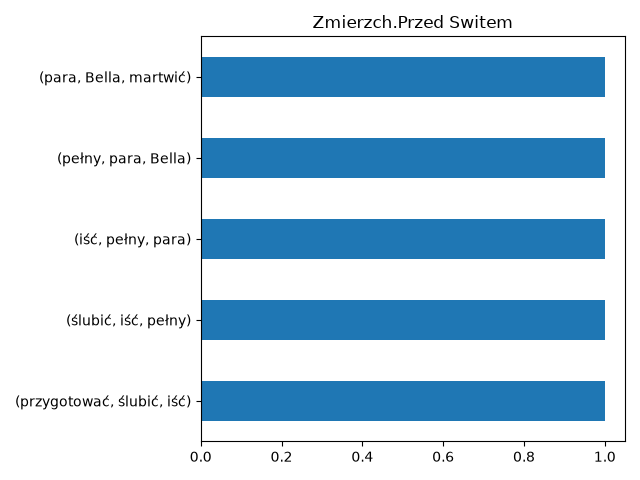 Zmierzch.Przed Switem
(para, Bella, martwić)
(pełny, para, Bella)
(iść, pełny, para)
(ślubić, iść, pełny)
(przygotować, ślubić, iść)
0.0 0.2 0.4 0.6 0.8 1.0